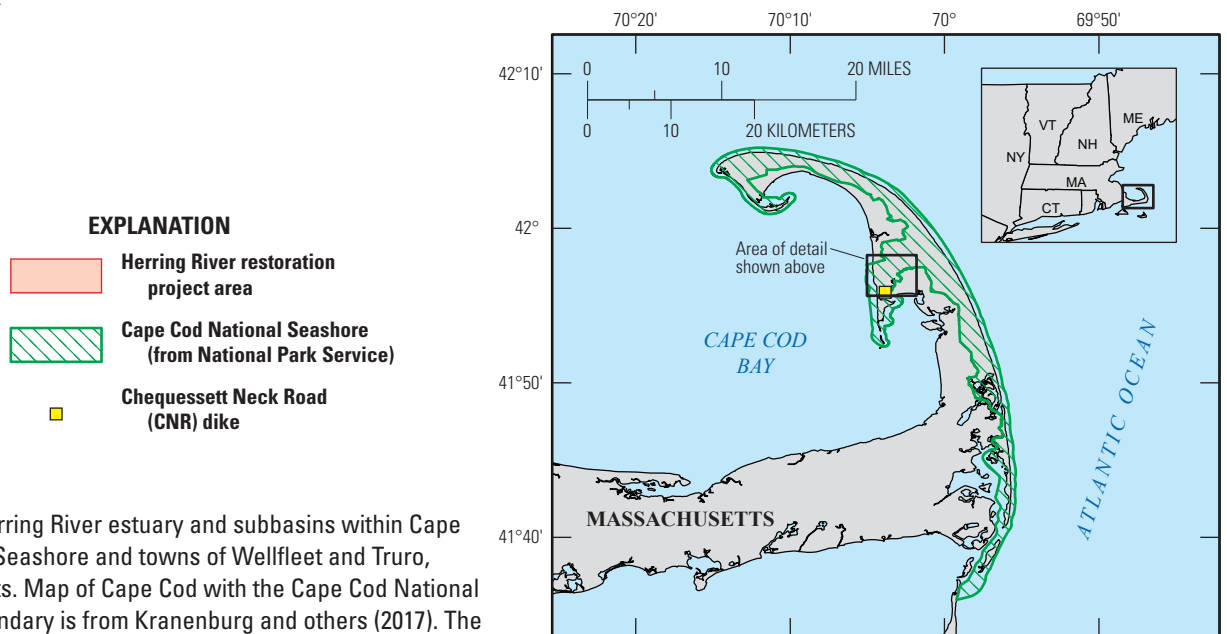 EXPLANATION
Herring River restoration
project area
Cape Cod National Seashore
(from National Park Service)
Chequessett Neck Road
(CNR) dike
rring River estuary and subbasins within Cape
Seashore and towns of Wellfleet and Truro,
ts. Map of Cape Cod with the Cape Cod National
ndary is from Kranenburg and others (2017). The
70°20'
70°10'
70°
69°50'
42°10'
42°
41°50'
41°40'
0 10 20 MILES
0 10 20 KILOMETERS
VT
ME
NH
NY
MA
CT
Area of detail
shown above
CAPE COD
BAY
ATLANTIC OCEAN
MASSACHUSETTS